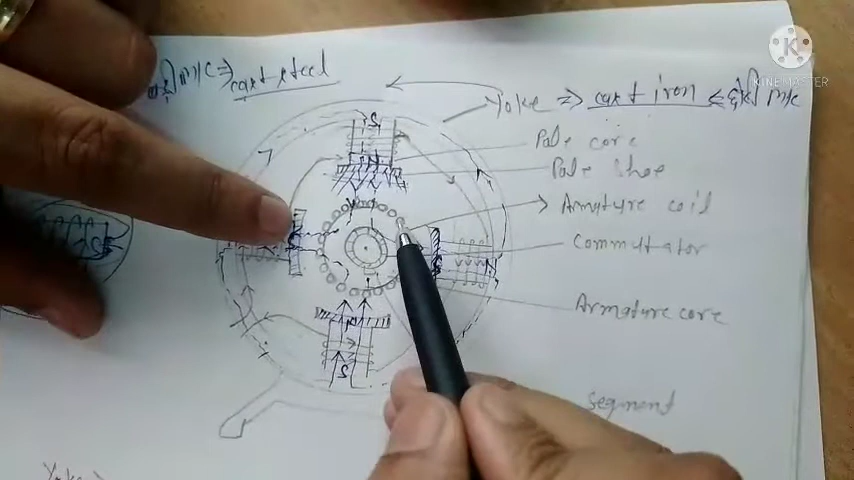 KINEMASTER
m/c ⇒ cast steel
Yoke ⇒ cast iron ⇐ m/c
Pole core
Pole shoe
Armature coil
Commutator
Armature core
segment
S
N
S